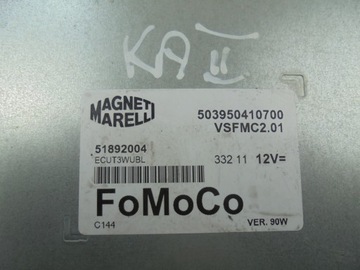 KA II
MAGNETI MARELLI
503950410700
VSFMC2.01
51892004
ECUT3WUBL
332 11 12V=
FoMoCo
C144
VER. 90W